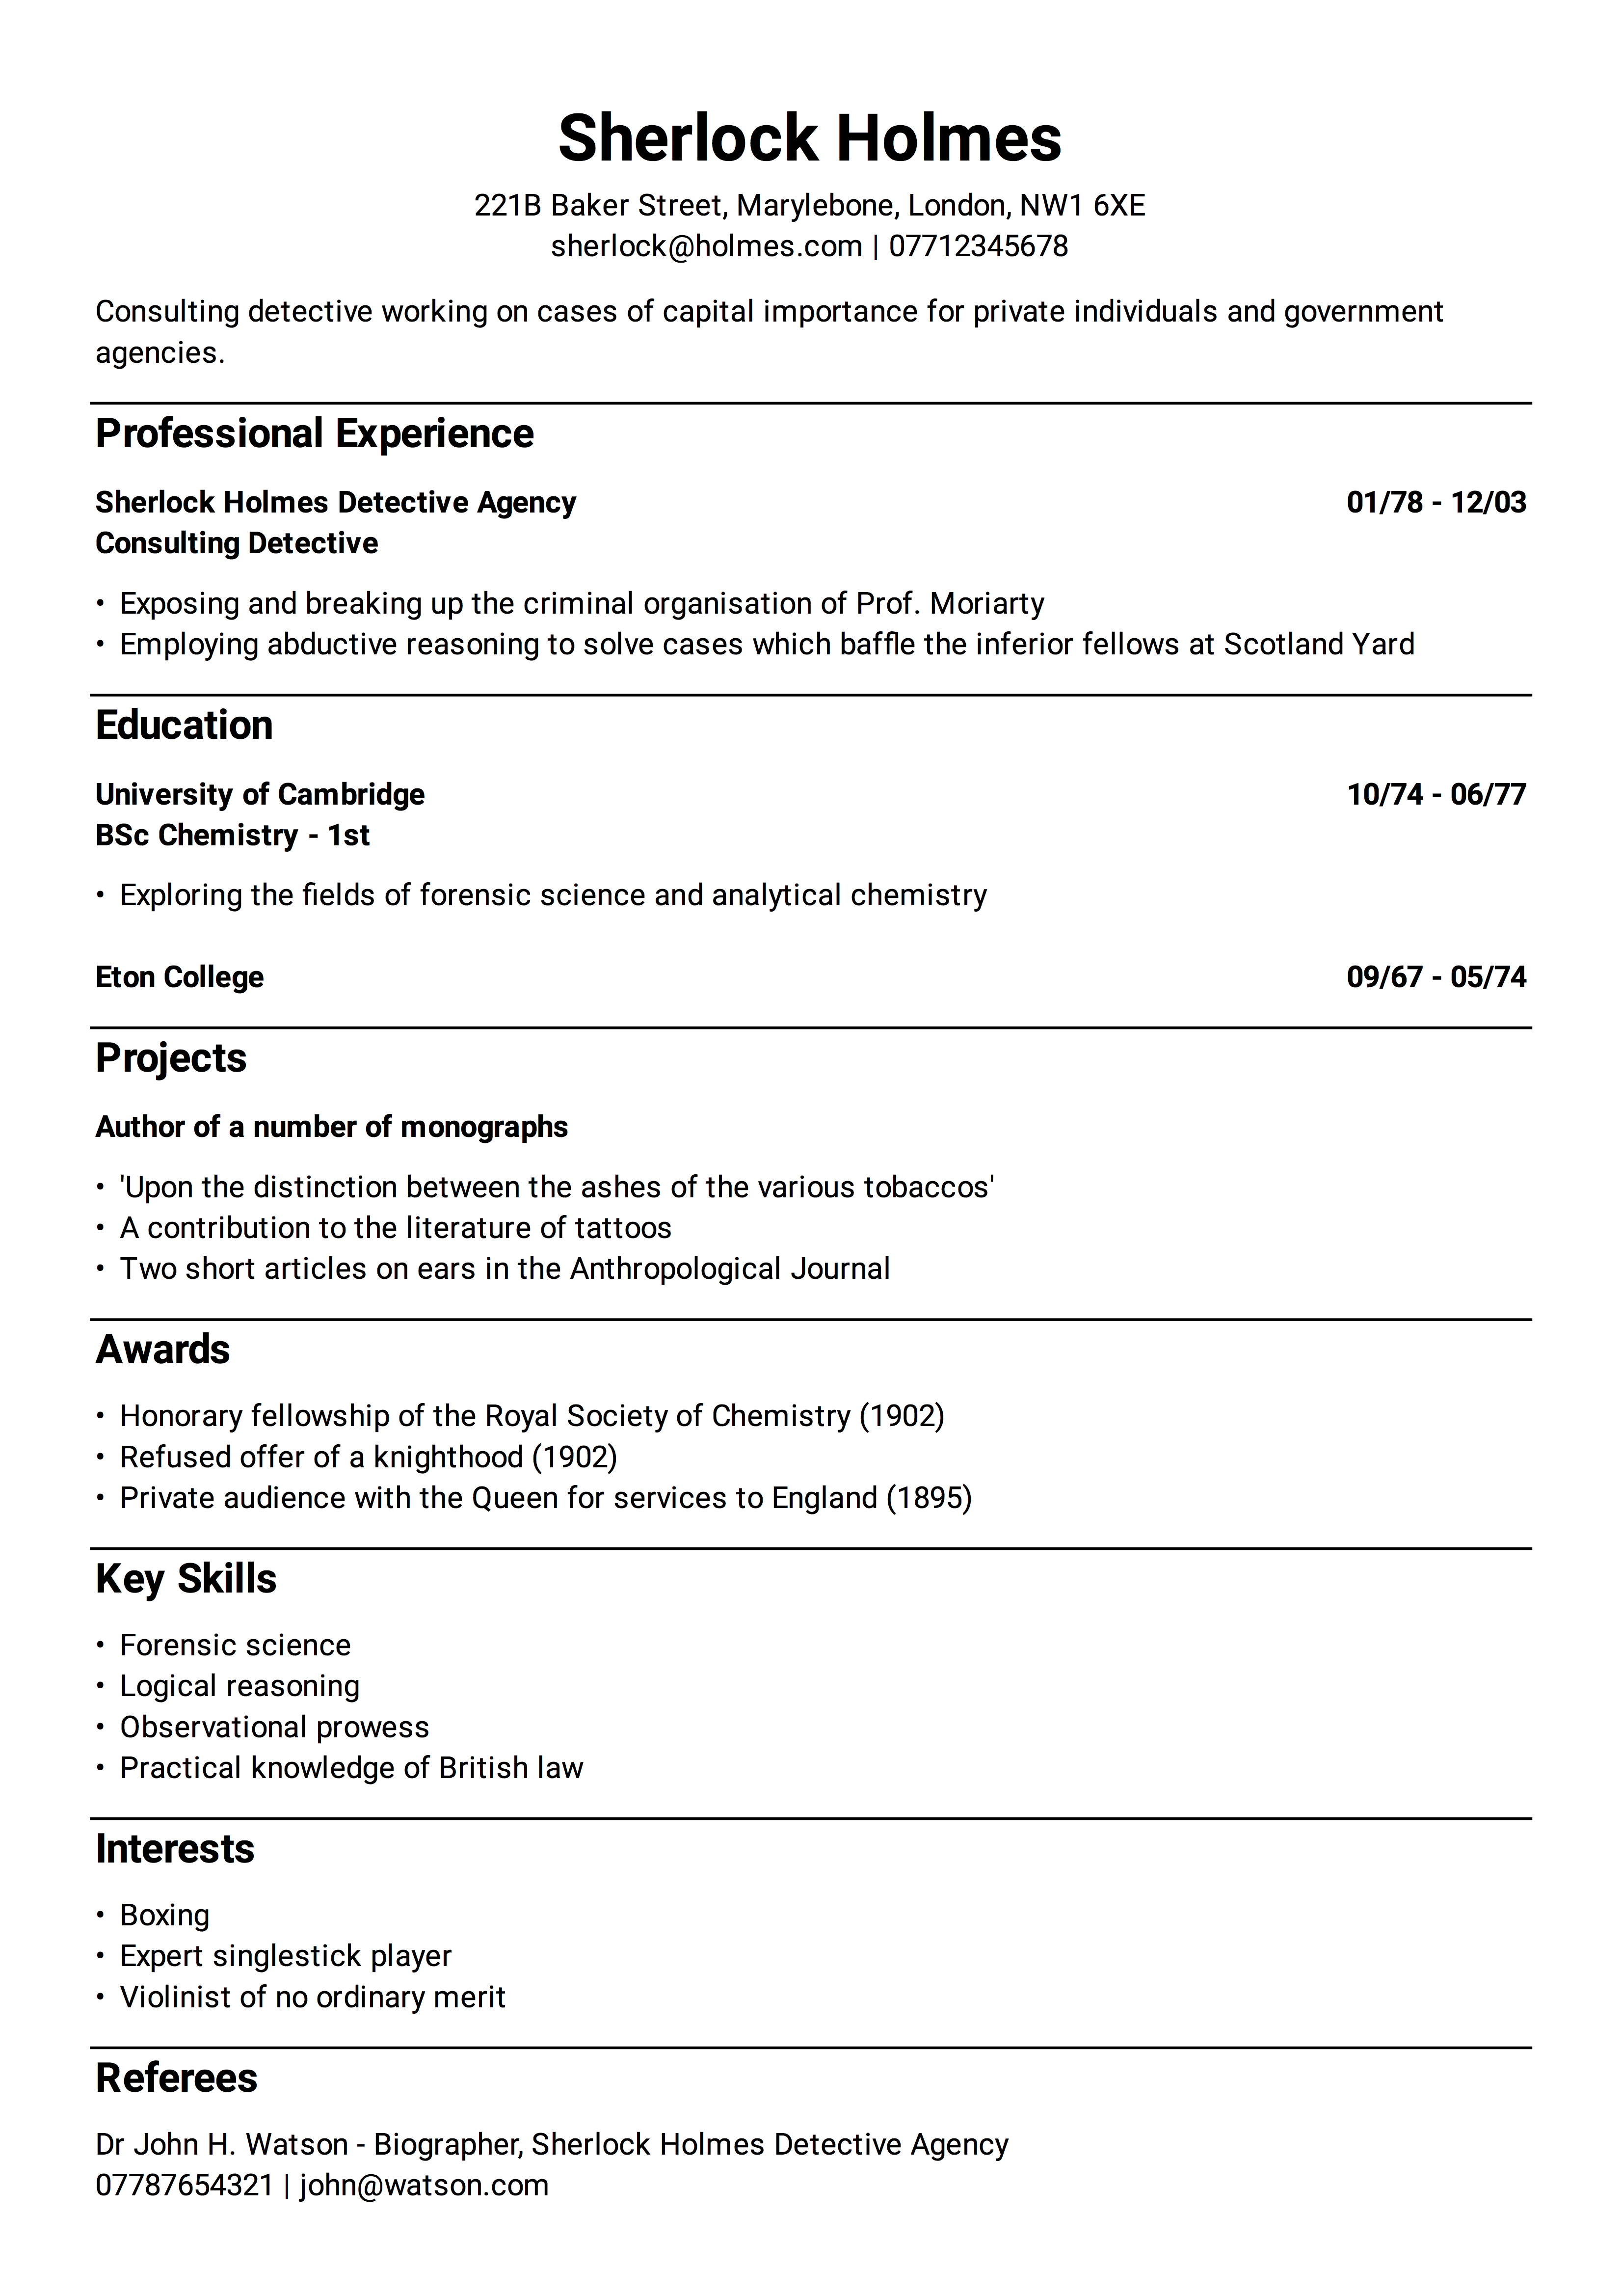 Sherlock Holmes
221B Baker Street, Marylebone, London, NW1 6XE
sherlock@holmes.com | 07712345678
Consulting detective working on cases of capital importance for private individuals and government
agencies.
Professional Experience
Sherlock Holmes Detective Agency 01/78 - 12/03
Consulting Detective
• Exposing and breaking up the criminal organisation of Prof. Moriarty
• Employing abductive reasoning to solve cases which baffle the inferior fellows at Scotland Yard
Education
University of Cambridge 10/74 - 06/77
BSc Chemistry - 1st
• Exploring the fields of forensic science and analytical chemistry
Eton College 09/67 - 05/74
Projects
Author of a number of monographs
• 'Upon the distinction between the ashes of the various tobaccos'
• A contribution to the literature of tattoos
• Two short articles on ears in the Anthropological Journal
Awards
• Honorary fellowship of the Royal Society of Chemistry (1902)
• Refused offer of a knighthood (1902)
• Private audience with the Queen for services to England (1895)
Key Skills
• Forensic science
• Logical reasoning
• Observational prowess
• Practical knowledge of British law
Interests
• Boxing
• Expert singlestick player
• Violinist of no ordinary merit
Referees
Dr John H. Watson - Biographer, Sherlock Holmes Detective Agency
07787654321 | john@watson.com